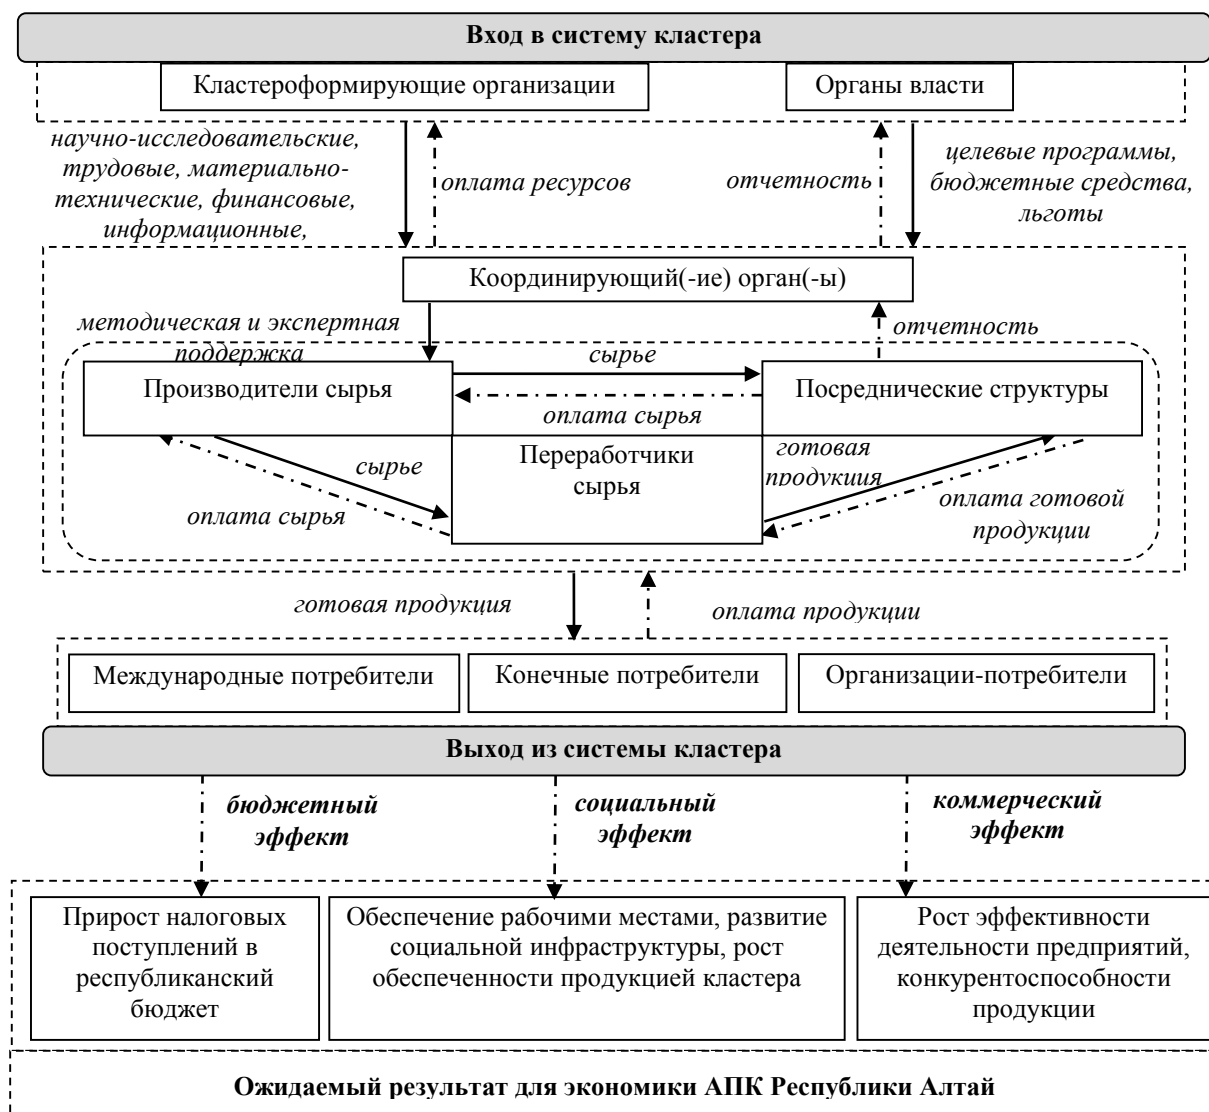 Вход в систему кластера
Кластероформирующие организации
Органы власти
научно-исследовательские,
трудовые, материально-
технические, финансовые,
информационные,
оплата ресурсов
отчетность
целевые программы,
бюджетные средства,
льготы
Координирующий(-ие) орган(-ы)
методическая и экспертная
поддержка
отчетность
Производители сырья
сырье
оплата сырья
Посреднические структуры
сырье
оплата сырья
Переработчики
сырья
готовая
продукция
оплата готовой
продукции
готовая продукция
оплата продукции
Международные потребители
Конечные потребители
Организации-потребители
Выход из системы кластера
бюджетный
эффект
социальный
эффект
коммерческий
эффект
Прирост налоговых
поступлений в
республиканский
бюджет
Обеспечение рабочими местами, развитие
социальной инфраструктуры, рост
обеспеченности продукцией кластера
Рост эффективности
деятельности предприятий,
конкурентоспособности
продукции
Ожидаемый результат для экономики АПК Республики Алтай